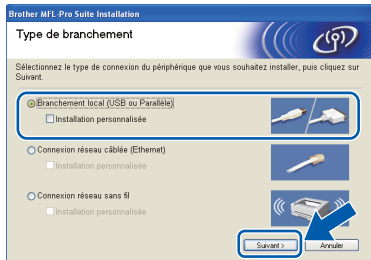 Brother MFL-Pro Suite Installation
Type de branchement
Sélectionnez le type de connexion du périphérique que vous souhaitez installer, puis cliquez sur
Suivant.
Branchement local (USB ou Parallèle)
Installation personnalisée
Connexion réseau câblée (Ethernet)
Installation personnalisée
Connexion réseau sans fil
Installation personnalisée
Suivant > Annuler